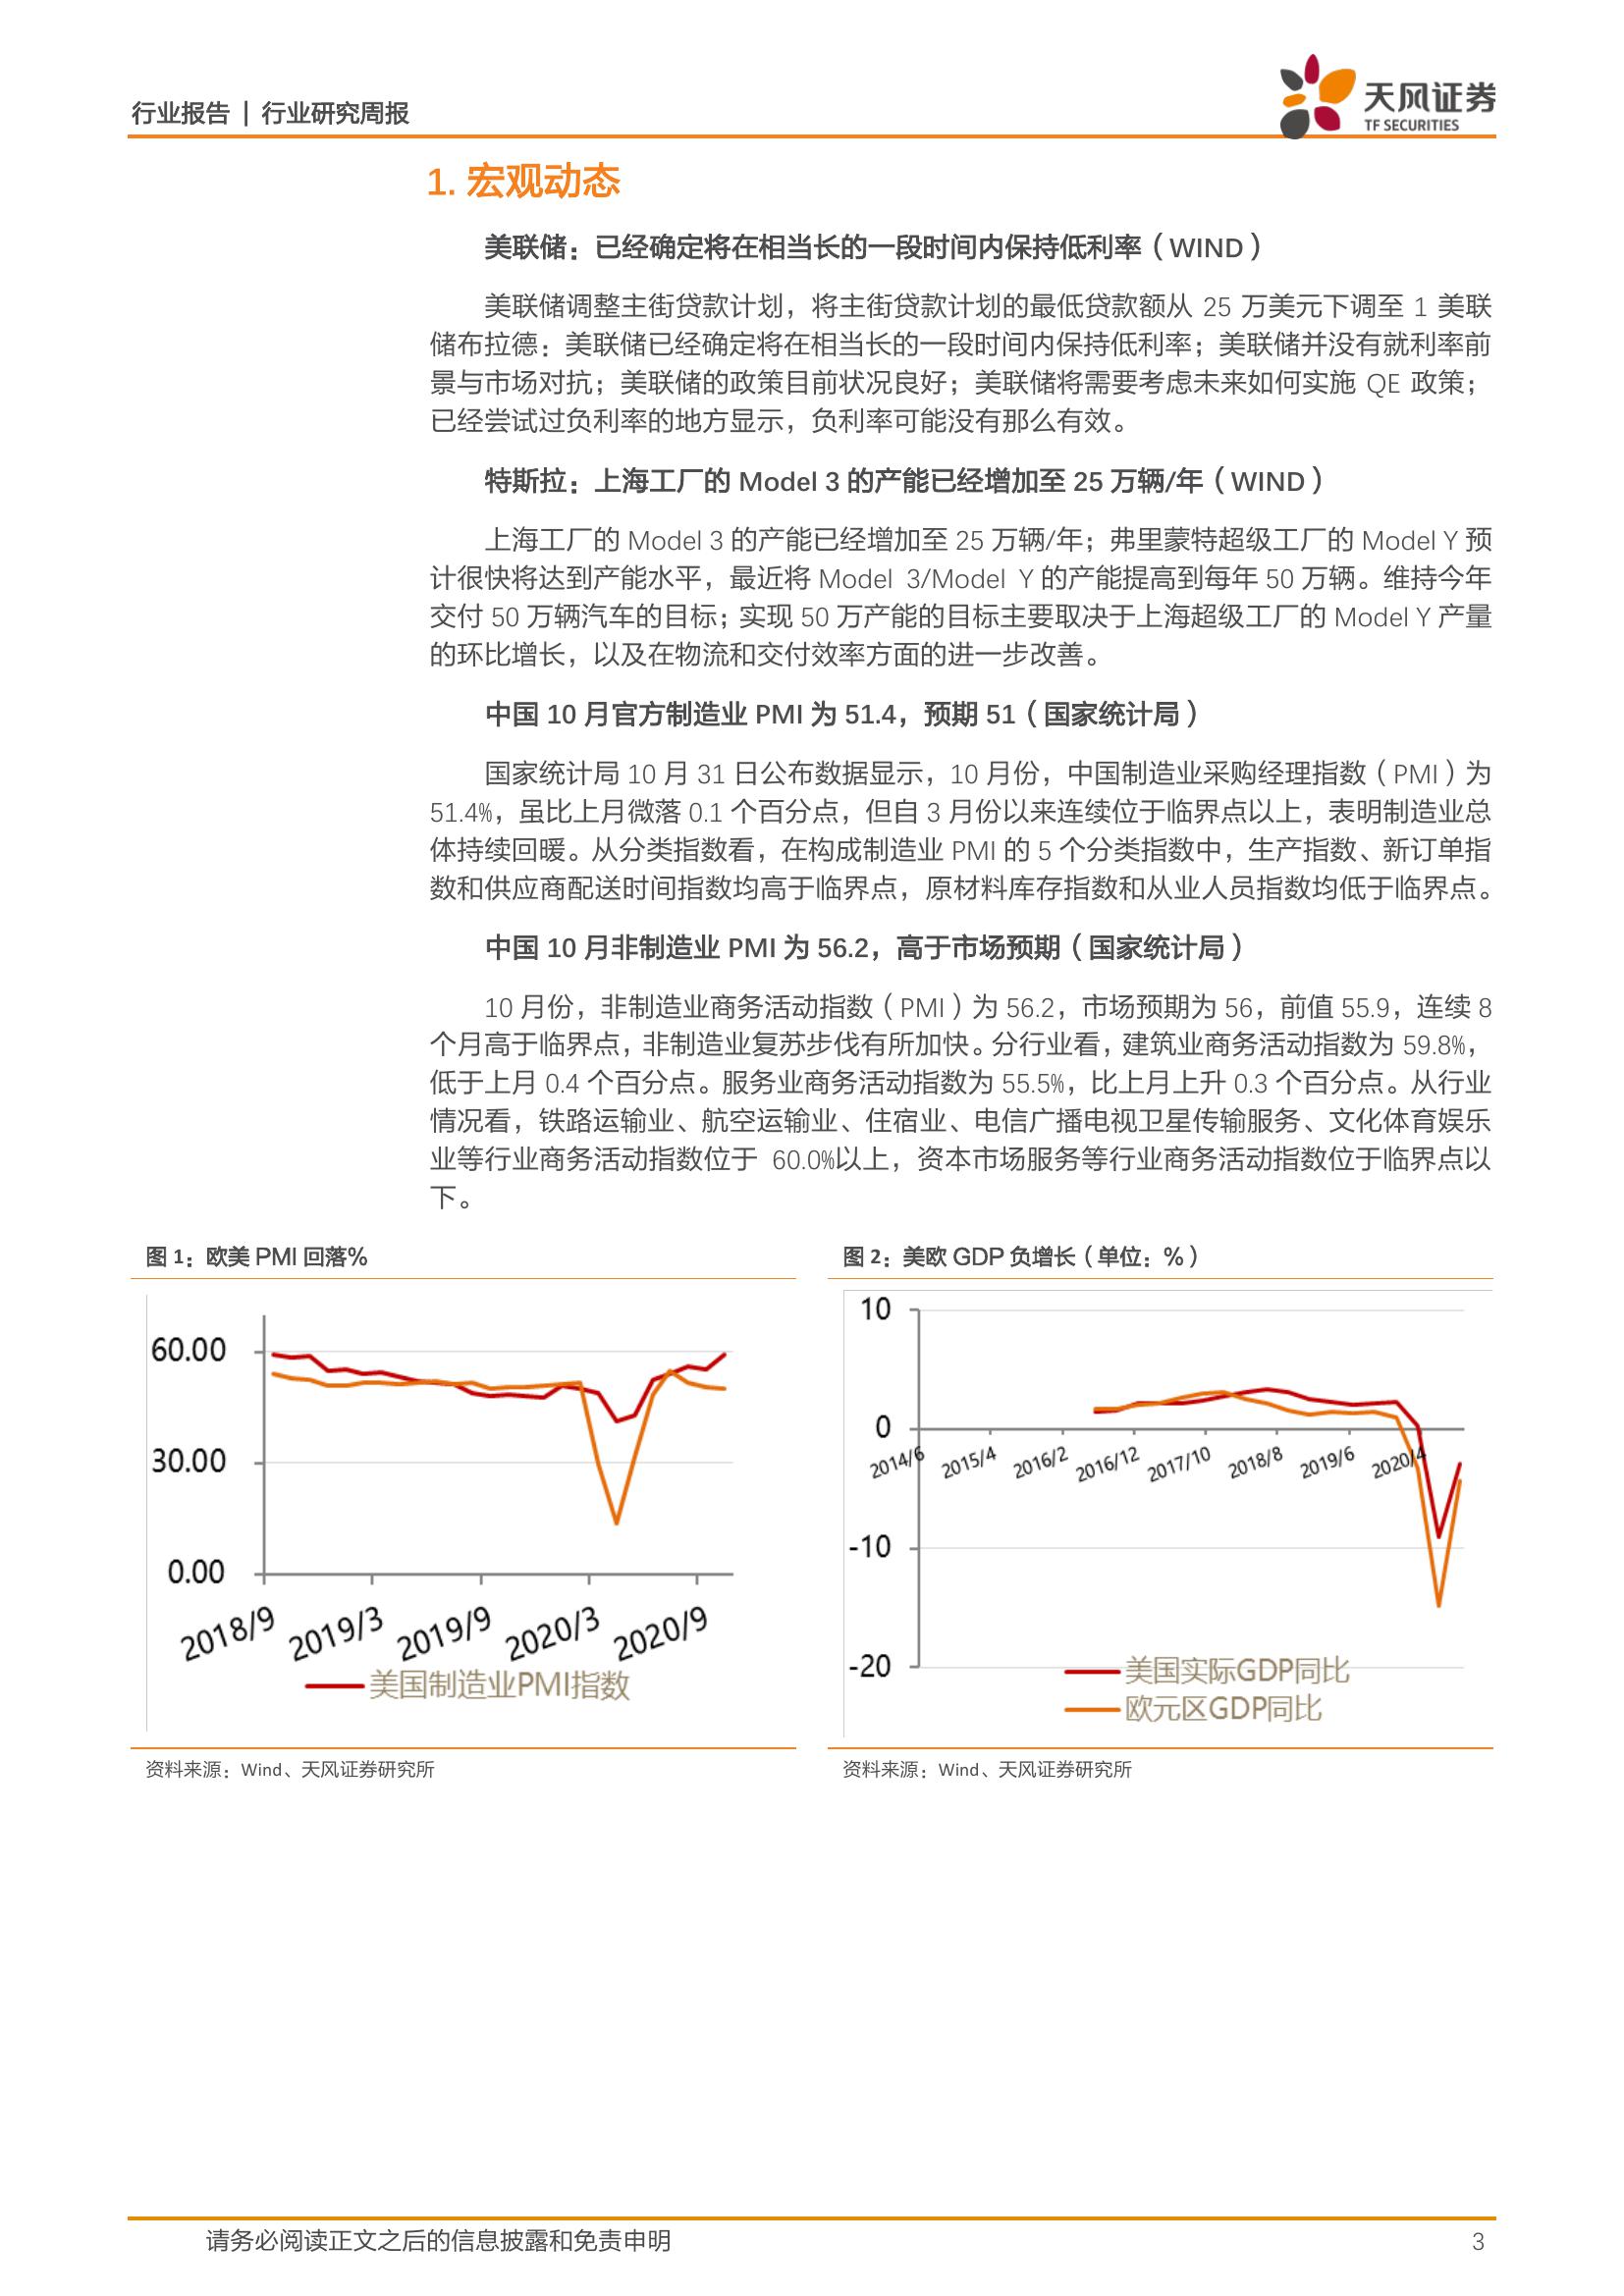 行业报告 | 行业研究周报
天风证券
TF SECURITIES
1. 宏观动态
美联储：已经确定将在相当长的一段时间内保持低利率（WIND）
美联储调整主街贷款计划，将主街贷款计划的最低贷款额从 25 万美元下调至 1 美联
储布拉德：美联储已经确定将在相当长的一段时间内保持低利率；美联储并没有就利率前
景与市场对抗；美联储的政策目前状况良好；美联储将需要考虑未来如何实施 QE 政策；
已经尝试过负利率的地方显示，负利率可能没有那么有效。
特斯拉：上海工厂的 Model 3 的产能已经增加至 25 万辆/年（WIND）
上海工厂的 Model 3 的产能已经增加至 25 万辆/年；弗里蒙特超级工厂的 Model Y 预
计很快将达到产能水平，最近将 Model 3/Model Y 的产能提高到每年 50 万辆。维持今年
交付 50 万辆汽车的目标；实现 50 万产能的目标主要取决于上海超级工厂的 Model Y 产量
的环比增长，以及在物流和交付效率方面的进一步改善。
中国 10 月官方制造业 PMI 为 51.4，预期 51（国家统计局）
国家统计局 10 月 31 日公布数据显示，10 月份，中国制造业采购经理指数（PMI）为
51.4%，虽比上月微落 0.1 个百分点，但自 3 月份以来连续位于临界点以上，表明制造业总
体持续回暖。从分类指数看，在构成制造业 PMI 的 5 个分类指数中，生产指数、新订单指
数和供应商配送时间指数均高于临界点，原材料库存指数和从业人员指数均低于临界点。
中国 10 月非制造业 PMI 为 56.2，高于市场预期（国家统计局）
10 月份，非制造业商务活动指数（PMI）为 56.2，市场预期为 56，前值 55.9，连续 8
个月高于临界点，非制造业复苏步伐有所加快。分行业看，建筑业商务活动指数为 59.8%，
低于上月 0.4 个百分点。服务业商务活动指数为 55.5%，比上月上升 0.3 个百分点。从行业
情况看，铁路运输业、航空运输业、住宿业、电信广播电视卫星传输服务、文化体育娱乐
业等行业商务活动指数位于 60.0%以上，资本市场服务等行业商务活动指数位于临界点以
下。
图 1：欧美 PMI 回落%
60.00
30.00
0.00
2018/9 2019/3 2019/9 2020/3 2020/9
美国制造业PMI指数
资料来源：Wind、天风证券研究所
图 2：美欧 GDP 负增长（单位：%）
10
0
2014/6 2015/4 2016/2 2016/12 2017/10 2018/8 2019/6 2020/4
-10
-20
美国实际GDP同比
欧元区GDP同比
资料来源：Wind、天风证券研究所
请务必阅读正文之后的信息披露和免责申明
3